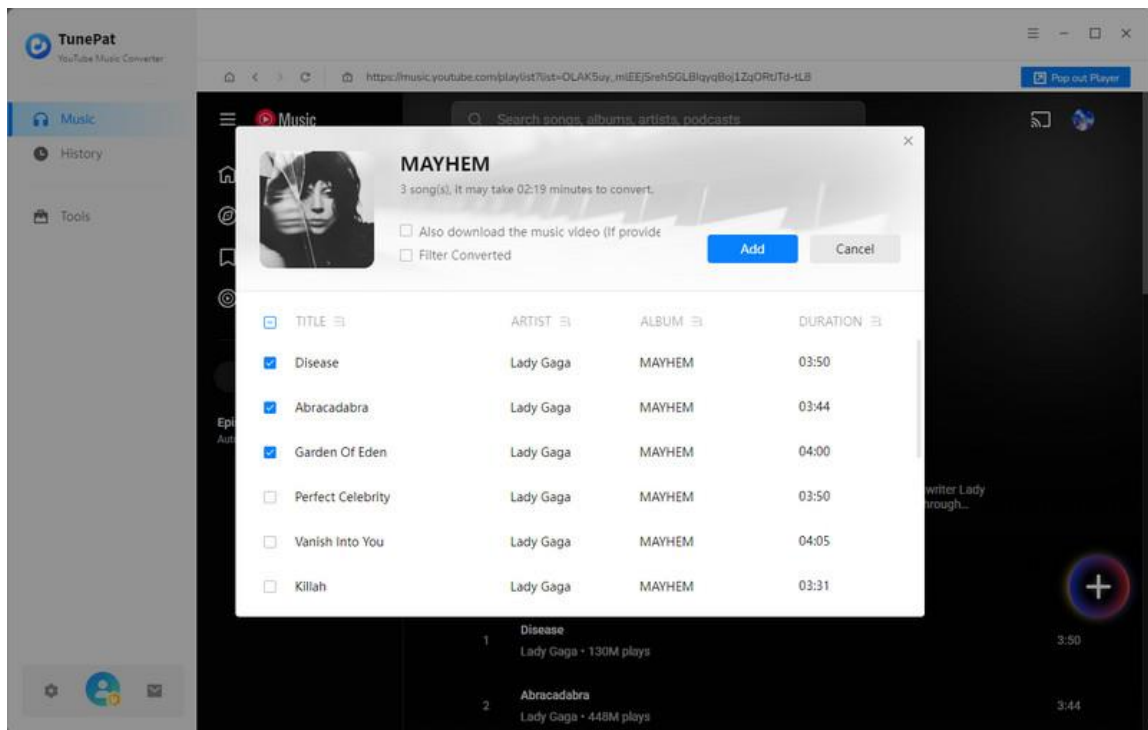 TunePat
YouTube Music Converter
https://music.youtube.com/playlist?list=
Pop out Player
Music
History
Tools
Music
Search songs, albums, artists, podcasts
MAYHEM
3 song(s), it may take 02:19 minutes to convert.
Also download the music video (If provide
Filter Converted
Add
Cancel
TITLE ARTIST ALBUM DURATION
Disease Lady Gaga MAYHEM 03:50
Abracadabra Lady Gaga MAYHEM 03:44
Garden Of Eden Lady Gaga MAYHEM 04:00
Perfect Celebrity Lady Gaga MAYHEM 03:50
Vanish Into You Lady Gaga MAYHEM 04:05
Killah Lady Gaga MAYHEM 03:31
Epi
Aut
writer Lady
hrough...
1 Disease 3:50
Lady Gaga • 130M plays
2 Abracadabra 3:44
Lady Gaga • 448M plays